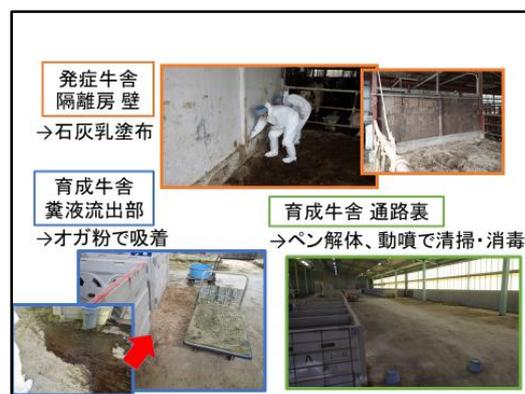 発症牛舎
隔離房 壁
→石灰乳塗布
育成牛舎
糞液流出部
→オガ粉で吸着
育成牛舎 通路裏
→ペン解体、動噴で清掃・消毒